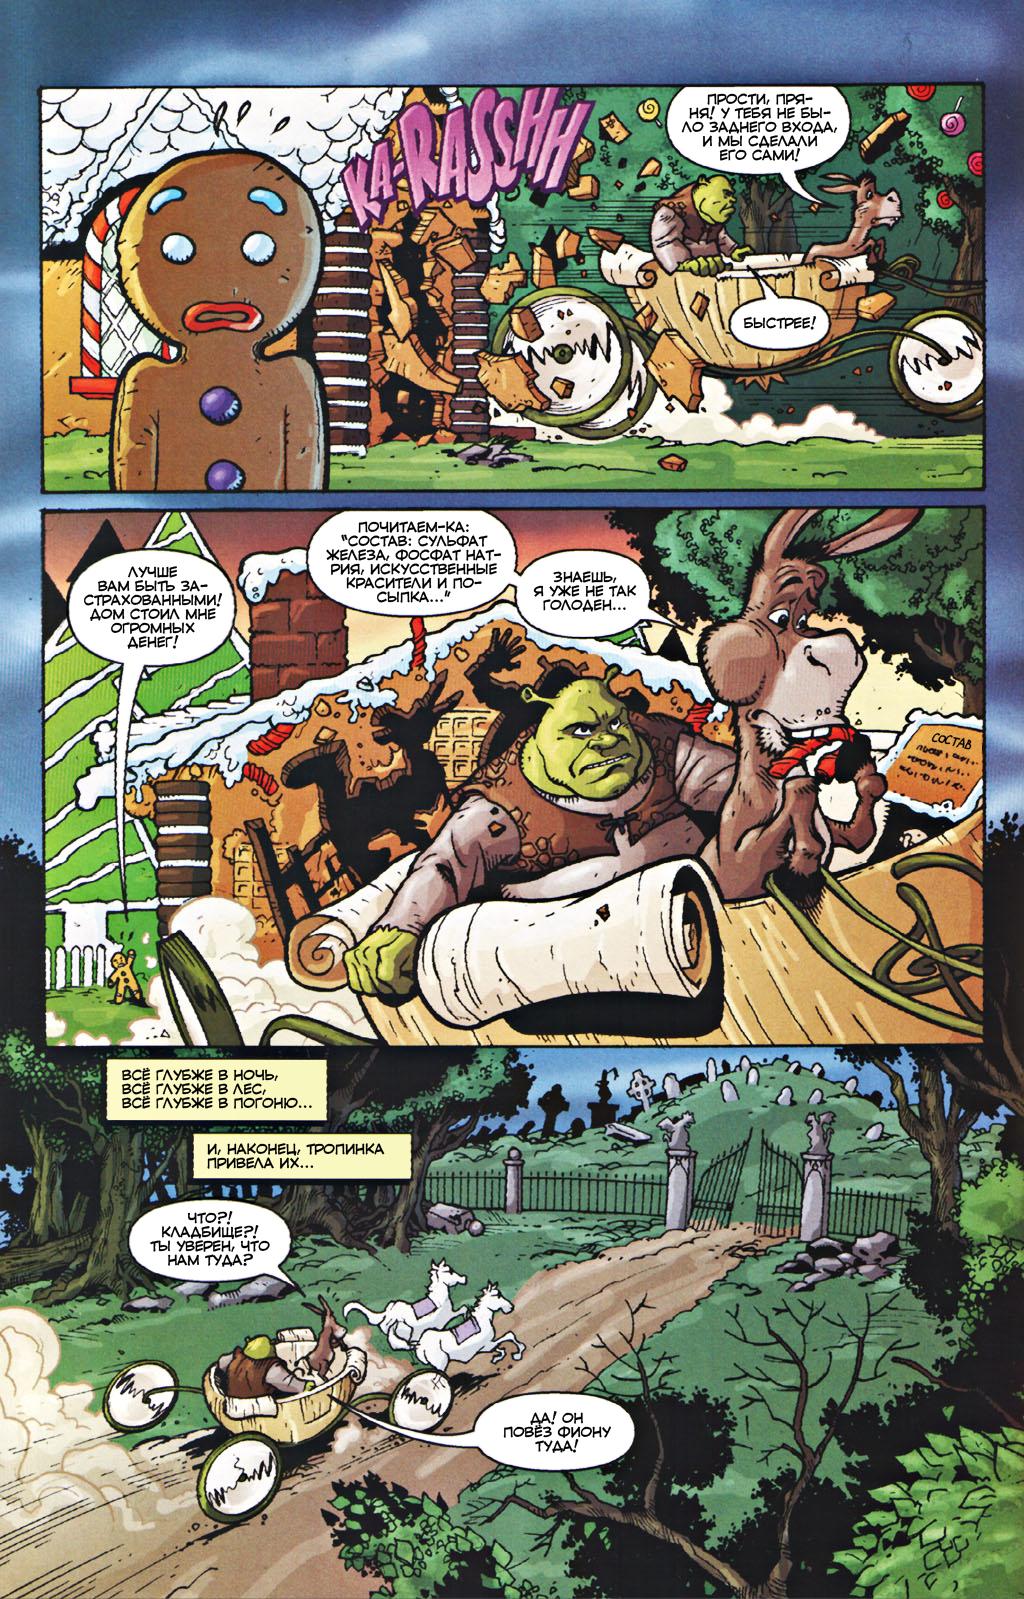 KA-RASSHH
ПРОСТИ, ПРЯ-
НЯ! У ТЕБЯ НЕ БЫ-
ЛО ЗАДНЕГО ВХОДА,
И МЫ СДЕЛАЛИ
ЕГО САМИ!
БЫСТРЕЕ!
ЛУЧШЕ
ВАМ БЫТЬ ЗА-
СТРАХОВАННЫМИ!
ДОМ СТОИЛ МНЕ
ОГРОМНЫХ
ДЕНЕГ!
ПОЧИТАЕМ-КА:
"СОСТАВ: СУЛЬФАТ
ЖЕЛЕЗА, ФОСФАТ НАТ-
РИЯ, ИСКУССТВЕННЫЕ
КРАСИТЕЛИ И ПО-
СЫПКА..."
ЗНАЕШЬ,
Я УЖЕ НЕ ТАК
ГОЛОДЕН...
СОСТАВ
ВСЁ ГЛУБЖЕ В НОЧЬ,
ВСЁ ГЛУБЖЕ В ЛЕС,
ВСЁ ГЛУБЖЕ В ПОГОНЮ...
И, НАКОНЕЦ, ТРОПИНКА
ПРИВЕЛА ИХ...
ЧТО?!
КЛАДБИЩЕ?!
ТЫ УВЕРЕН, ЧТО
НАМ ТУДА?
ДА! ОН
ПОВЁЗ ФИОНУ
ТУДА!